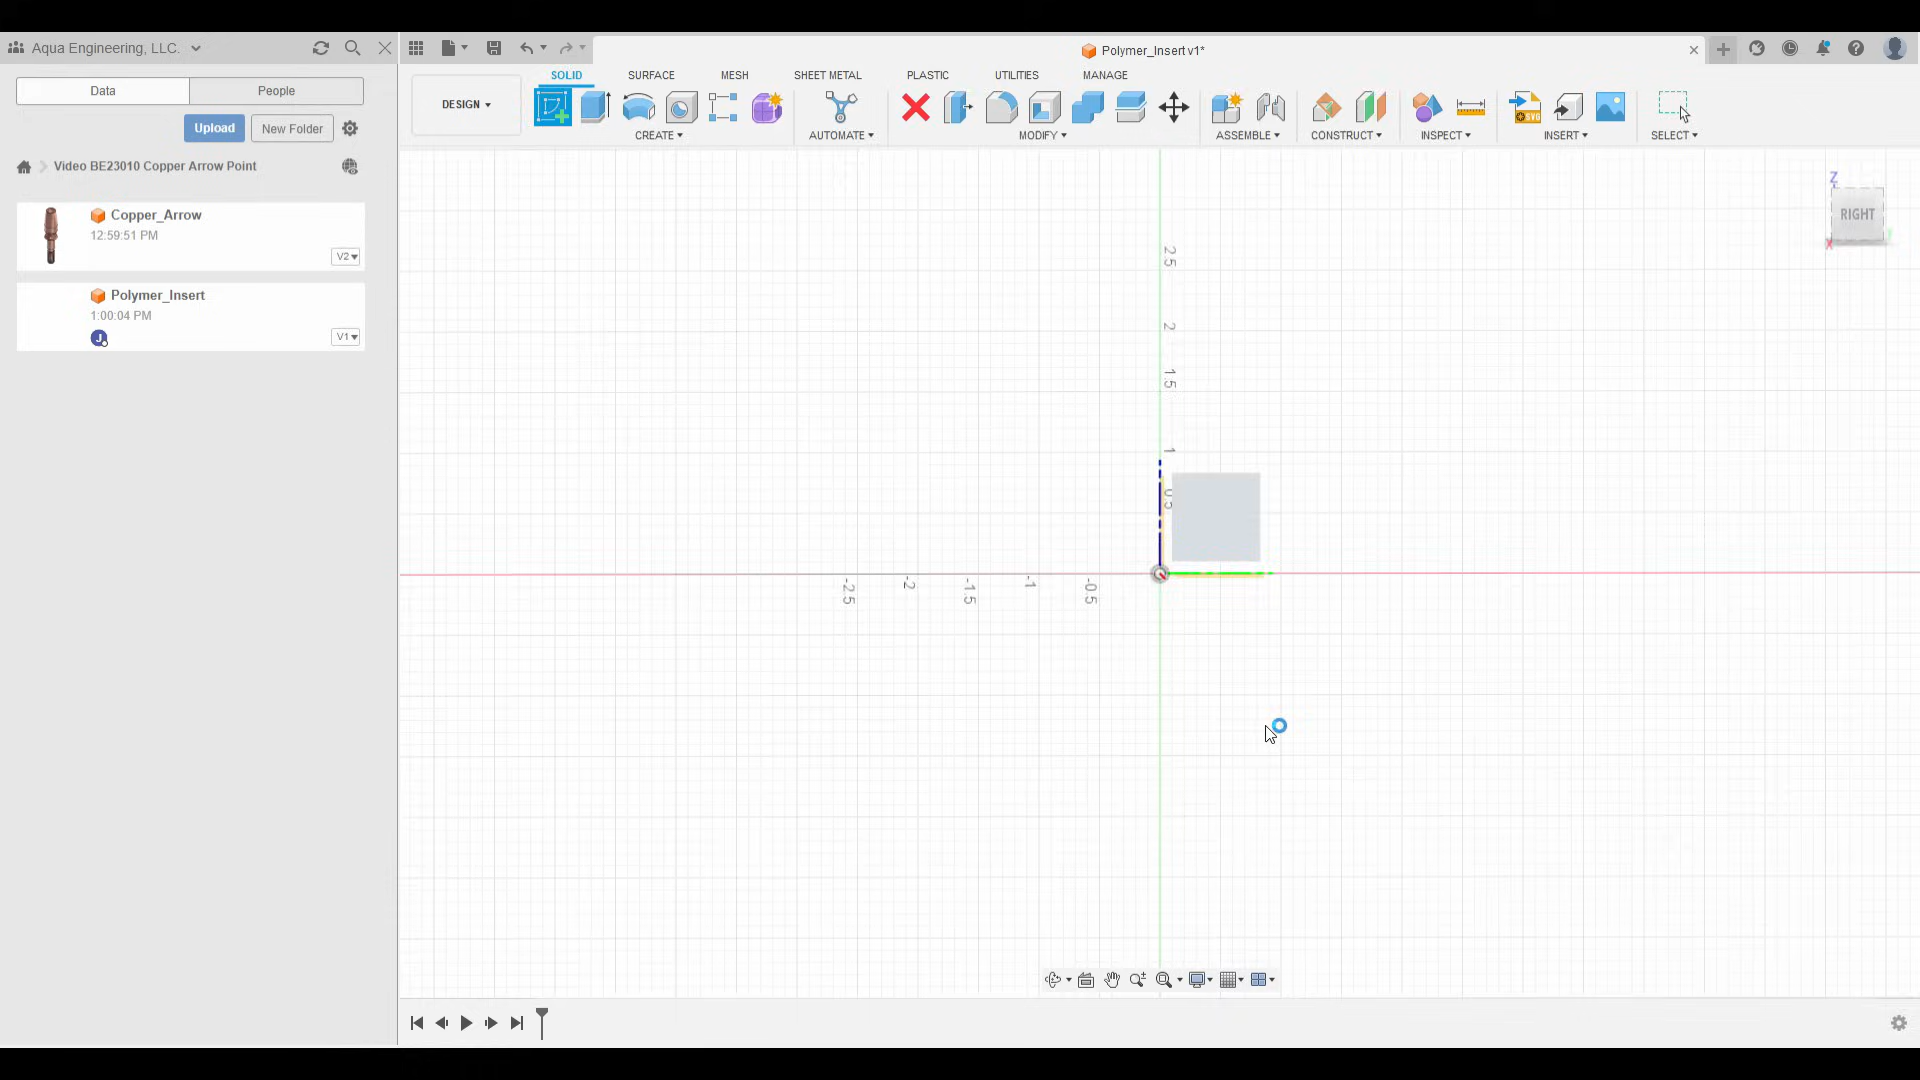 Aqua Engineering, LLC.
Polymer_Insert v1*
Data
People
SOLID
SURFACE
MESH
SHEET METAL
PLASTIC
UTILITIES
MANAGE
DESIGN
Upload
New Folder
CREATE
AUTOMATE
MODIFY
ASSEMBLE
CONSTRUCT
INSPECT
INSERT
SELECT
SVG
Video BE23010 Copper Arrow Point
Copper_Arrow
12:59:51 PM
V2
Polymer_Insert
1:00:04 PM
J
V1
Z
RIGHT
X
Y
2.5
2
1.5
1
0.5
-2.5
-2
-1.5
-1
-0.5